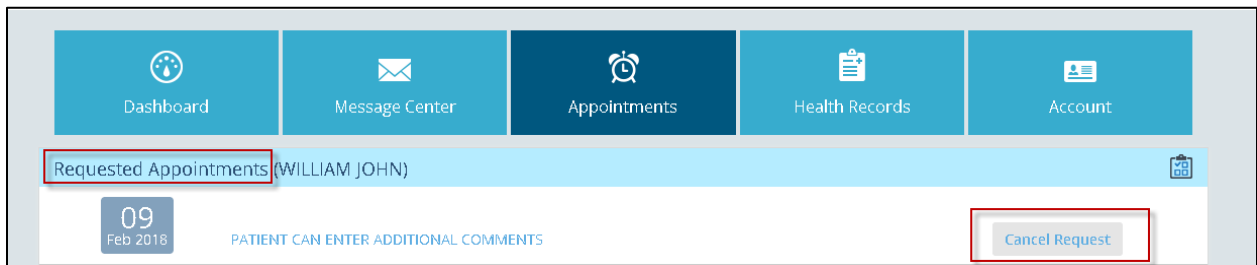 Dashboard
Message Center
Appointments
Health Records
Account
Requested Appointments (WILLIAM JOHN)
09
Feb 2018
PATIENT CAN ENTER ADDITIONAL COMMENTS
Cancel Request